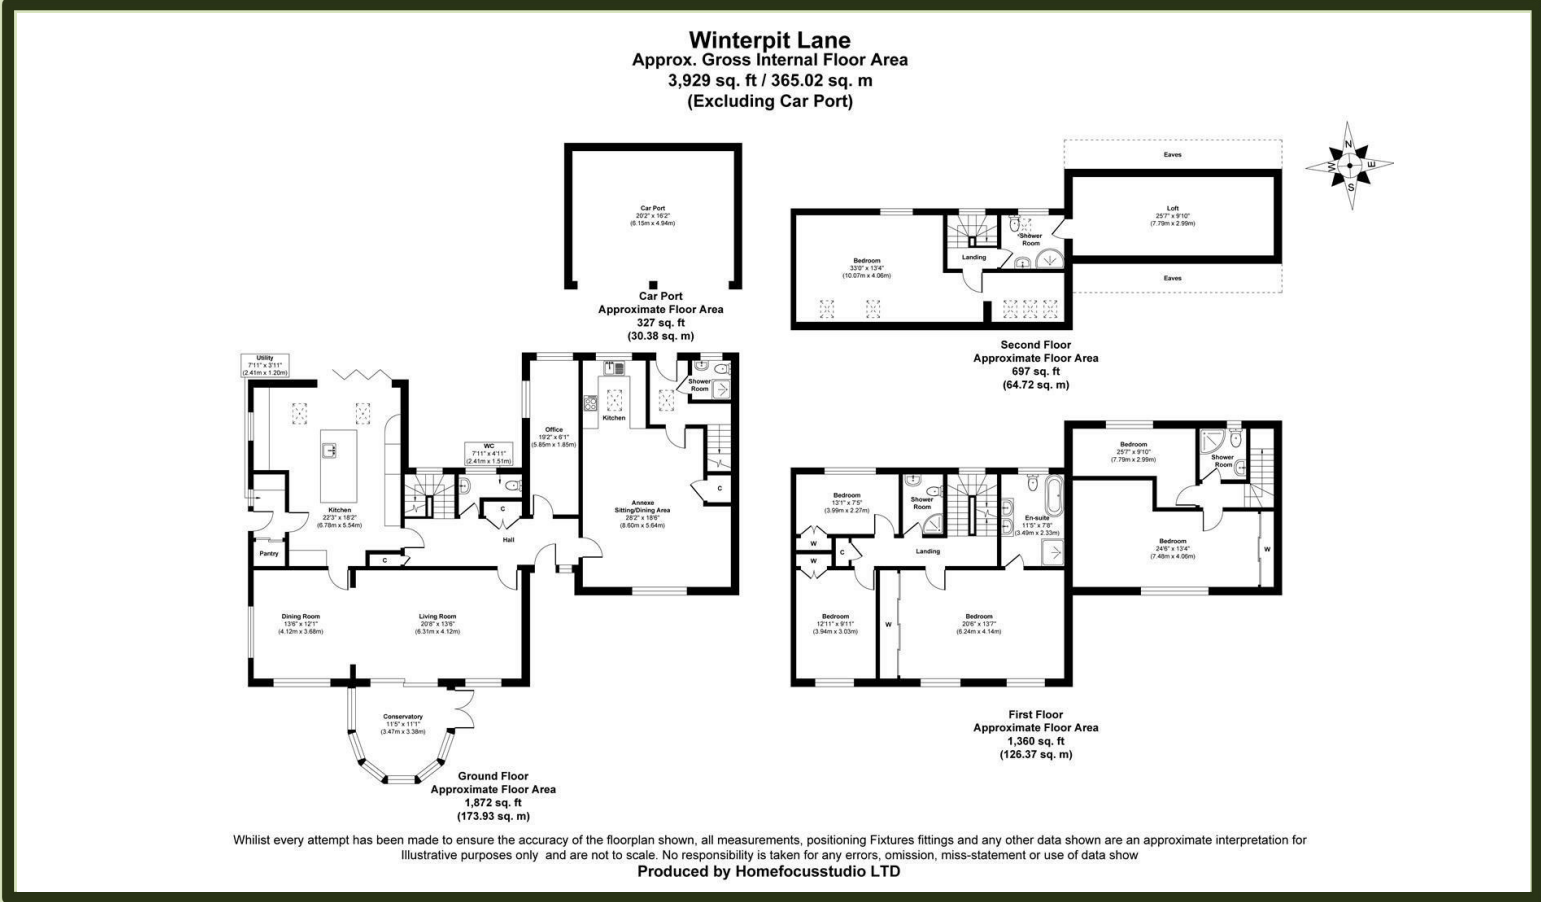 Winterpit Lane
Approx. Gross Internal Floor Area
3,929 sq. ft / 365.02 sq. m
(Excluding Car Port)
N
W
E
S
Car Port
20'2" x 16'2"
(6.15m x 4.94m)
Car Port
Approximate Floor Area
327 sq. ft
(30.38 sq. m)
Eaves
Loft
25'7" x 9'10"
(7.79m x 2.99m)
Eaves
Shower
Room
Landing
Bedroom
33'0" x 13'4"
(10.07m x 4.06m)
Second Floor
Approximate Floor Area
697 sq. ft
(64.72 sq. m)
Utility
7'11" x 3'11"
(2.41m x 1.20m)
Shower
Room
Kitchen
Office
19'2" x 6'1"
(5.85m x 1.85m)
WC
7'11" x 4'11"
(2.41m x 1.51m)
C
Kitchen
22'3" x 18'2"
(6.78m x 5.54m)
Annexe
Sitting/Dining Area
28'2" x 18'6"
(8.60m x 5.64m)
C
Hall
Pantry
C
Dining Room
13'6" x 12'1"
(4.12m x 3.68m)
Living Room
20'8" x 13'6"
(6.31m x 4.12m)
Conservatory
11'5" x 11'1"
(3.47m x 3.38m)
Ground Floor
Approximate Floor Area
1,872 sq. ft
(173.93 sq. m)
Bedroom
25'7" x 9'10"
(7.79m x 2.99m)
Shower
Room
Bedroom
13'1" x 7'5"
(3.99m x 2.27m)
Shower
Room
En-suite
11'5" x 7'8"
(3.49m x 2.33m)
W
C
Landing
W
Bedroom
24'6" x 13'4"
(7.48m x 4.06m)
W
Bedroom
12'11" x 9'11"
(3.94m x 3.03m)
W
Bedroom
20'6" x 13'7"
(6.24m x 4.14m)
First Floor
Approximate Floor Area
1,360 sq. ft
(126.37 sq. m)
Whilist every attempt has been made to ensure the accuracy of the floorplan shown, all measurements, positioning Fixtures fittings and any other data shown are an approximate interpretation for
Illustrative purposes only and are not to scale. No responsibility is taken for any errors, omission, miss-statement or use of data show
Produced by Homefocusstudio LTD